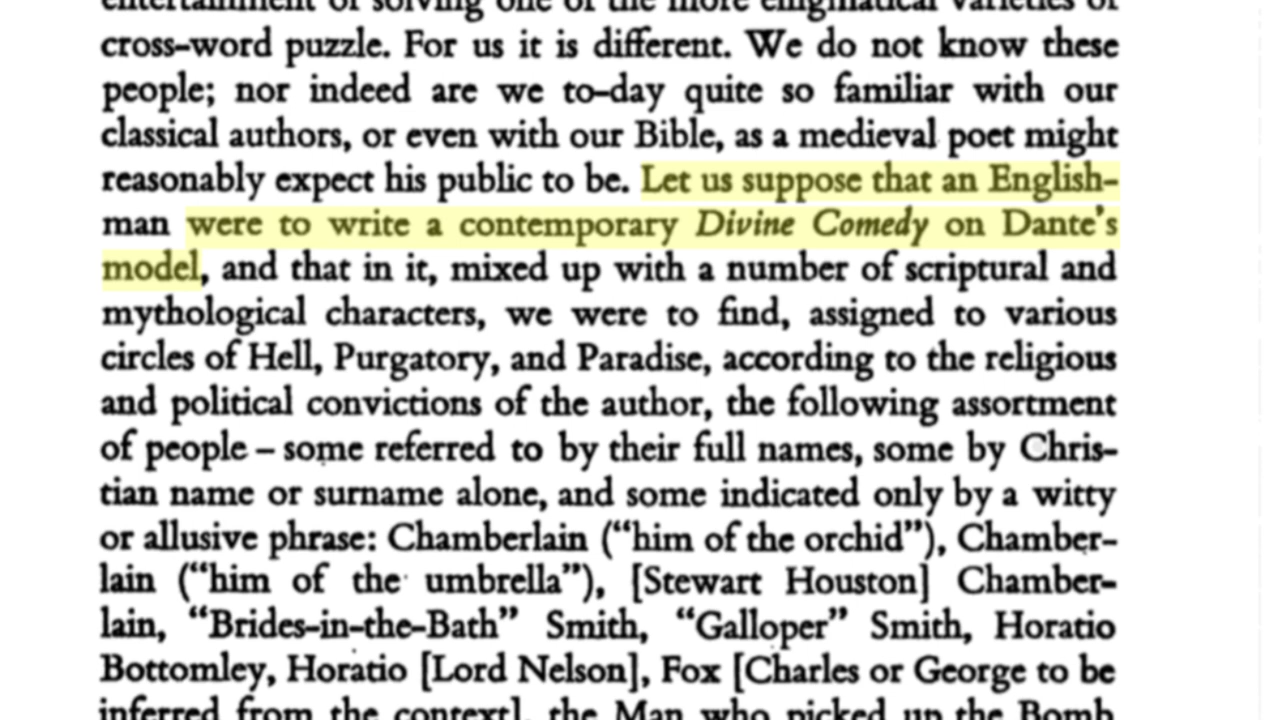 entertainment of solving one of the more enigmatical varieties of
cross-word puzzle. For us it is different. We do not know these
people; nor indeed are we to-day quite so familiar with our
classical authors, or even with our Bible, as a medieval poet might
reasonably expect his public to be. Let us suppose that an English-
man were to write a contemporary Divine Comedy on Dante's
model, and that in it, mixed up with a number of scriptural and
mythological characters, we were to find, assigned to various
circles of Hell, Purgatory, and Paradise, according to the religious
and political convictions of the author, the following assortment
of people – some referred to by their full names, some by Chris-
tian name or surname alone, and some indicated only by a witty
or allusive phrase: Chamberlain (“him of the orchid”), Chamber-
lain (“him of the umbrella”), [Stewart Houston] Chamber-
lain, “Brides-in-the-Bath” Smith, “Galloper” Smith, Horatio
Bottomley, Horatio [Lord Nelson], Fox [Charles or George to be
inferred from the context], the Man who picked up the Bomb